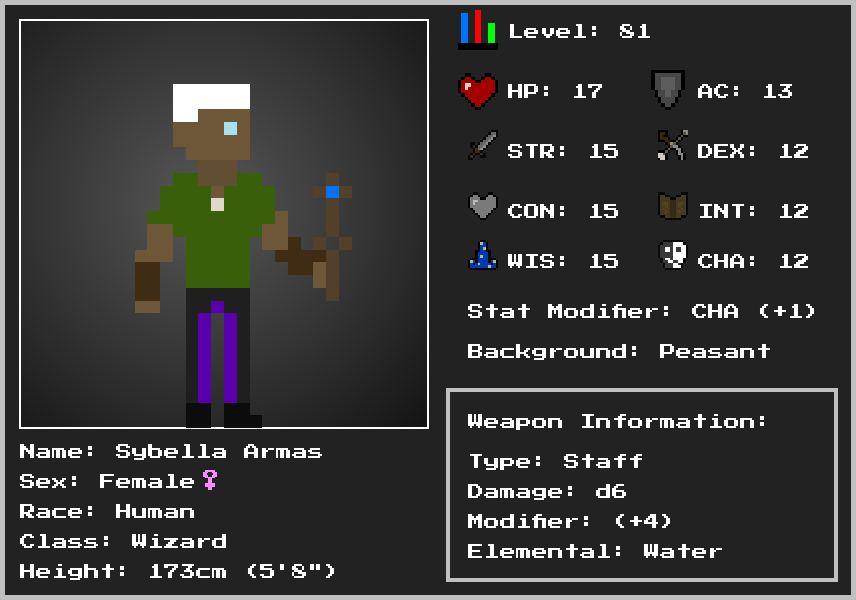 Level: 81
HP: 17 AC: 13
STR: 15 DEX: 12
CON: 15 INT: 12
WIS: 15 CHA: 12
Stat Modifier: CHA (+1)
Background: Peasant
Weapon Information:
Type: Staff
Damage: d6
Modifier: (+4)
Elemental: Water
Name: Sybella Armas
Sex: Female♀
Race: Human
Class: Wizard
Height: 173cm (5'8")